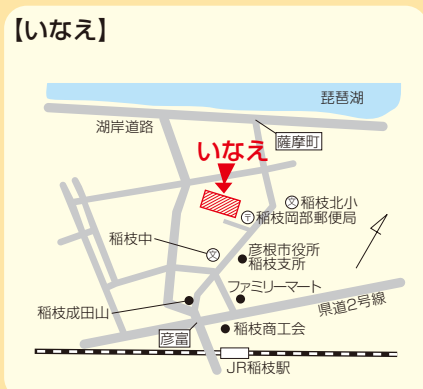 【いなえ】
琵琶湖
湖岸道路
薩摩町
いなえ
文稲枝北小
〒稲枝岡部郵便局
稲枝中
文
彦根市役所
稲枝支所
ファミリーマート
県道2号線
稲枝成田山
彦富
稲枝商工会
JR稲枝駅